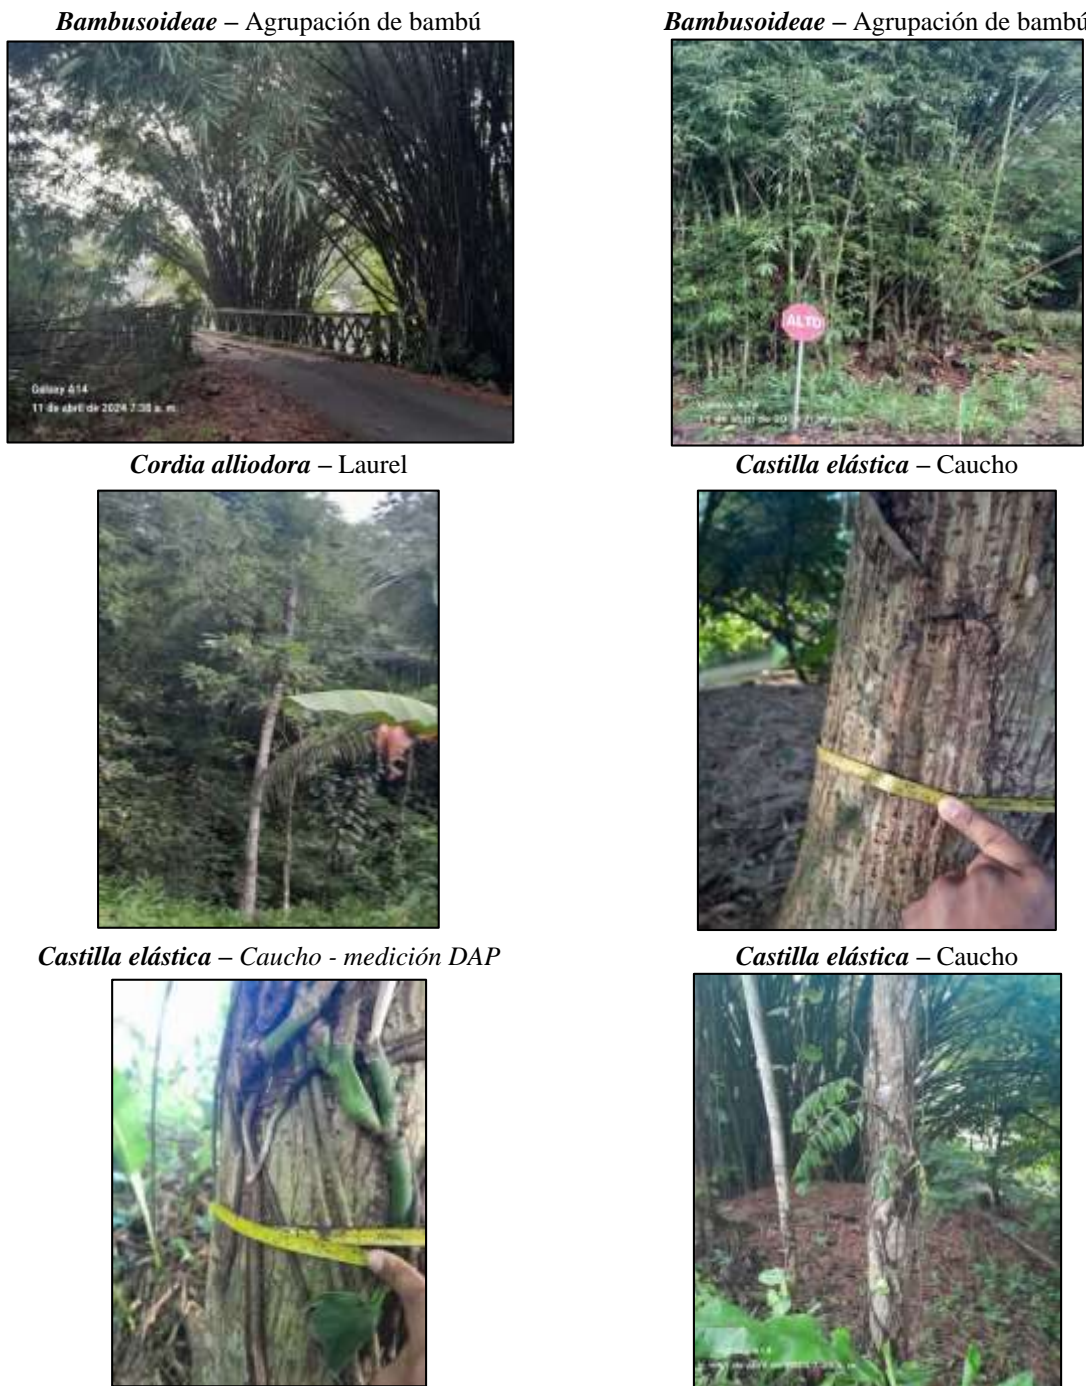 Bambusoideae – Agrupación de bambú
Bambusoideae – Agrupación de bambú
Galaxy A14
11 de abril de 2024 7:38 a. m.
ALTO
Cordia alliodora – Laurel
Castilla elástica – Caucho
Castilla elástica – Caucho - medición DAP
Castilla elástica – Caucho